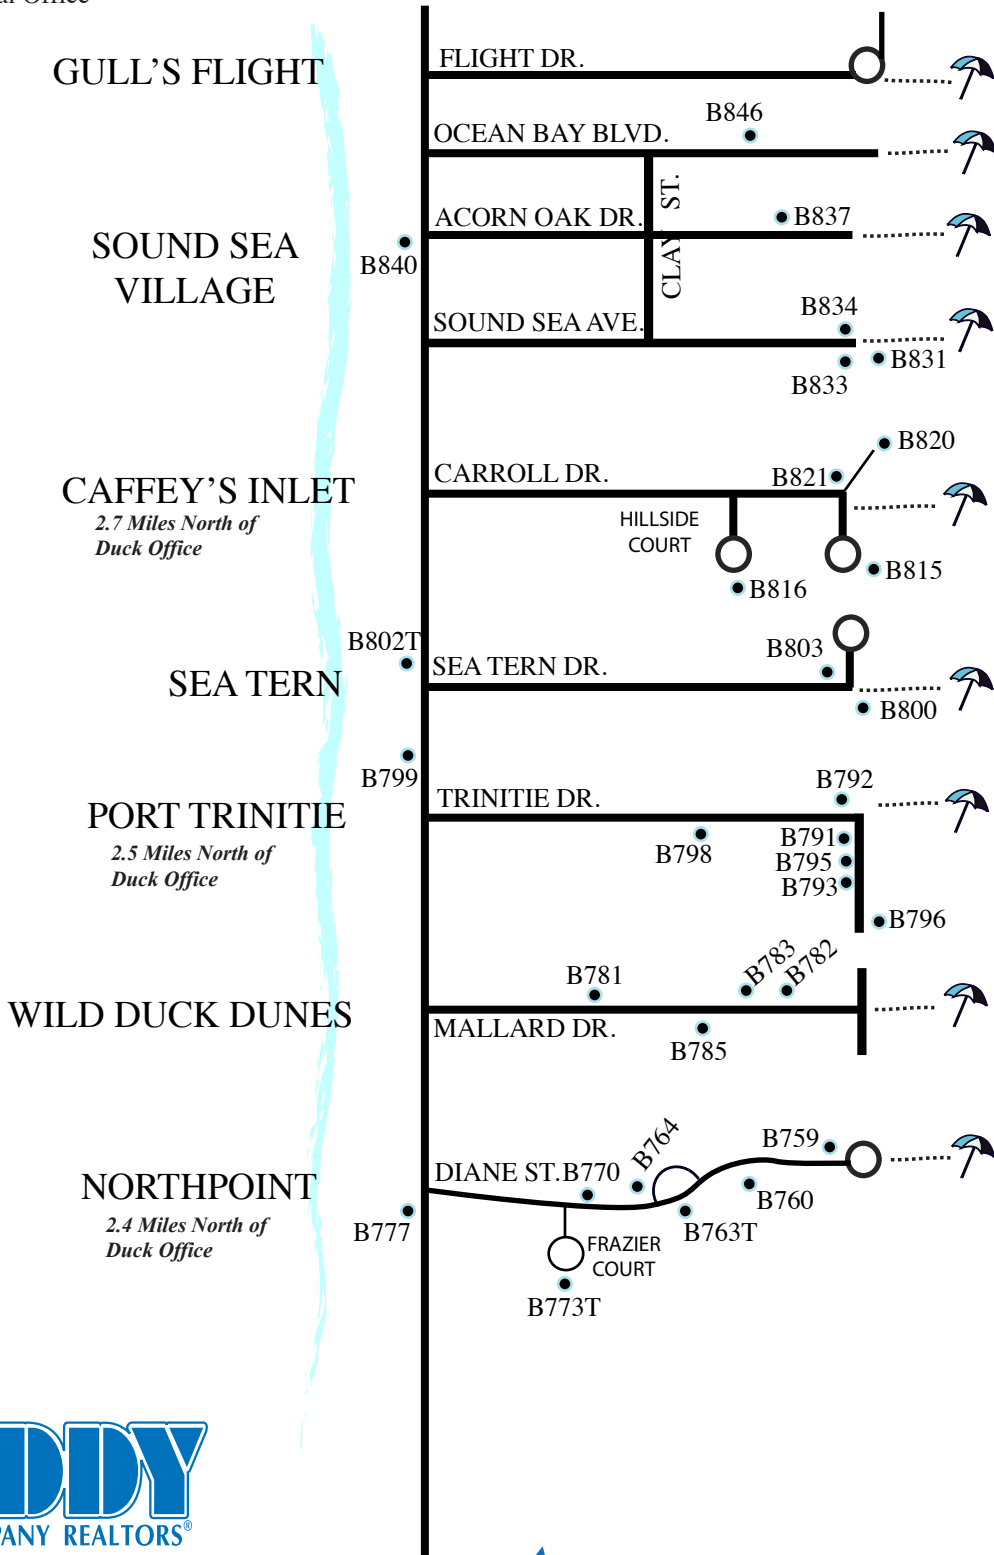 Office
GULL'S FLIGHT
FLIGHT DR.
B846
OCEAN BAY BLVD.
CLAY ST.
ACORN OAK DR.
B837
SOUND SEA
VILLAGE
B840
B834
SOUND SEA AVE.
B831
B833
B820
CARROLL DR.
B821
CAFFEY'S INLET
2.7 Miles North of
Duck Office
HILLSIDE
COURT
B815
B816
B802T
B803
SEA TERN DR.
SEA TERN
B800
B799
B792
TRINITIE DR.
PORT TRINITIE
2.5 Miles North of
Duck Office
B798
B791
B795
B793
B796
B783
B782
B781
WILD DUCK DUNES
MALLARD DR.
B785
B764
B759
DIANE ST.
B770
NORTHPOINT
2.4 Miles North of
Duck Office
B777
B760
B763T
FRAZIER
COURT
B773T
DDY
PANY REALTORS®